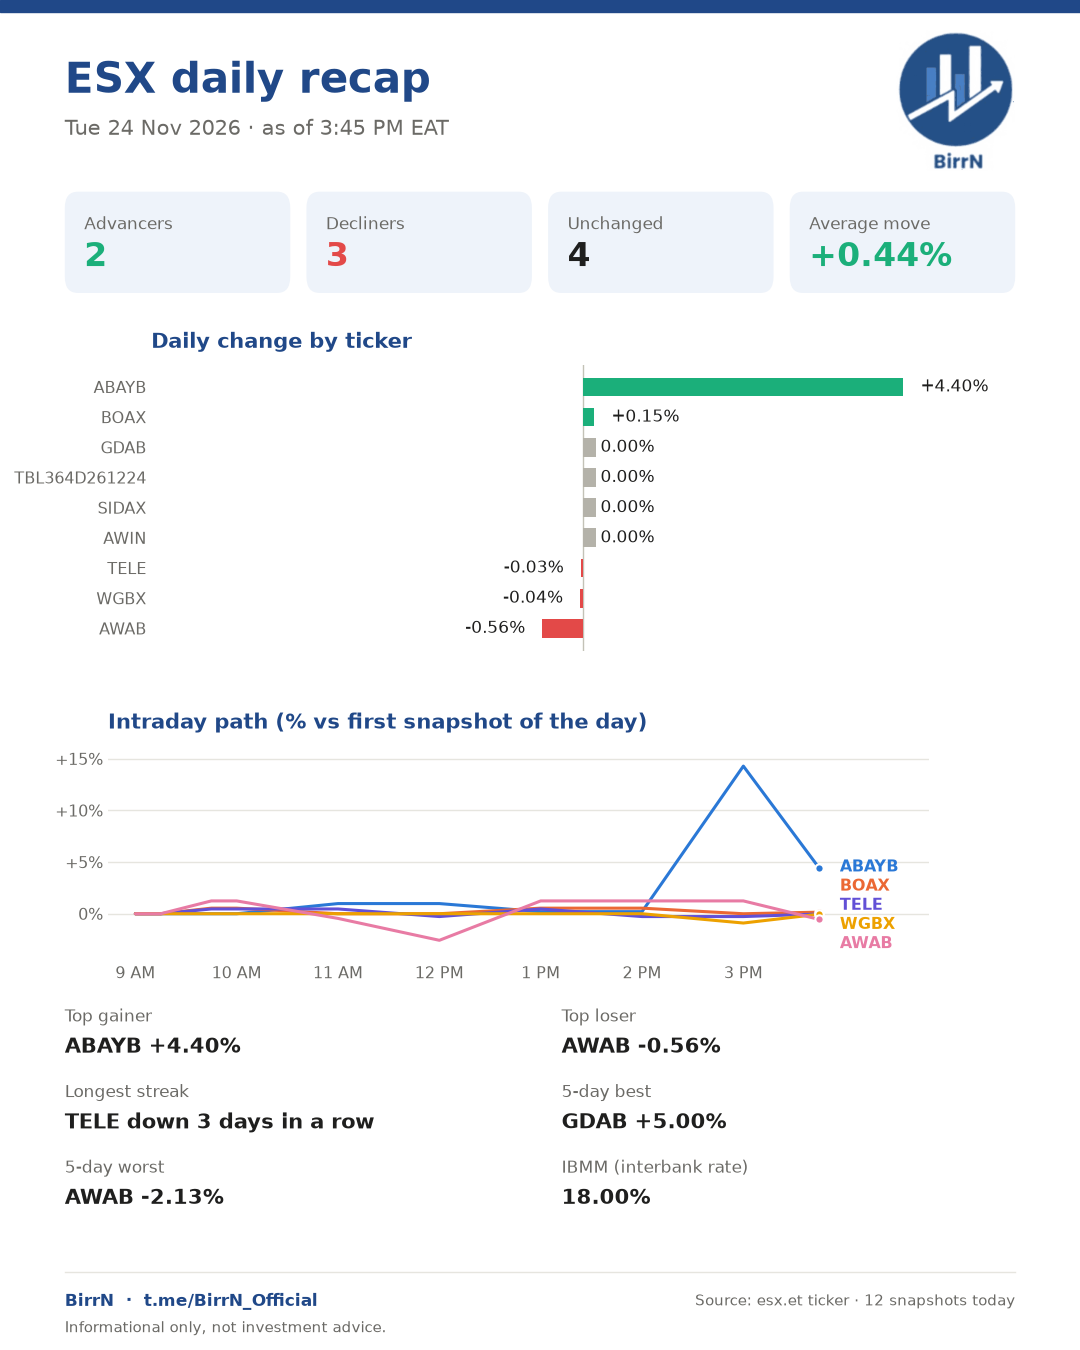 ESX daily recap
Tue 24 Nov 2026 · as of 3:45 PM EAT
BirrN
Advancers
2
Decliners
3
Unchanged
4
Average move
+0.44%
Daily change by ticker
ABAYB +4.40%
BOAX +0.15%
GDAB 0.00%
TBL364D261224 0.00%
SIDAX 0.00%
AWIN 0.00%
TELE -0.03%
WGBX -0.04%
AWAB -0.56%
Intraday path (% vs first snapshot of the day)
+15%
+10%
+5%
0%
ABAYB
BOAX
TELE
WGBX
AWAB
9 AM 10 AM 11 AM 12 PM 1 PM 2 PM 3 PM
Top gainer
ABAYB +4.40%
Top loser
AWAB -0.56%
Longest streak
TELE down 3 days in a row
5-day best
GDAB +5.00%
5-day worst
AWAB -2.13%
IBMM (interbank rate)
18.00%
BirrN · t.me/BirrN_Official
Source: esx.et ticker · 12 snapshots today
Informational only, not investment advice.